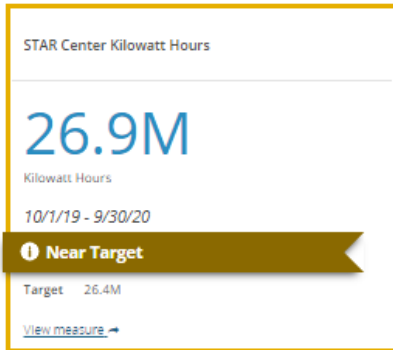 STAR Center Kilowatt Hours
26.9M
Kilowatt Hours
10/1/19 - 9/30/20
Near Target
Target 26.4M
View measure